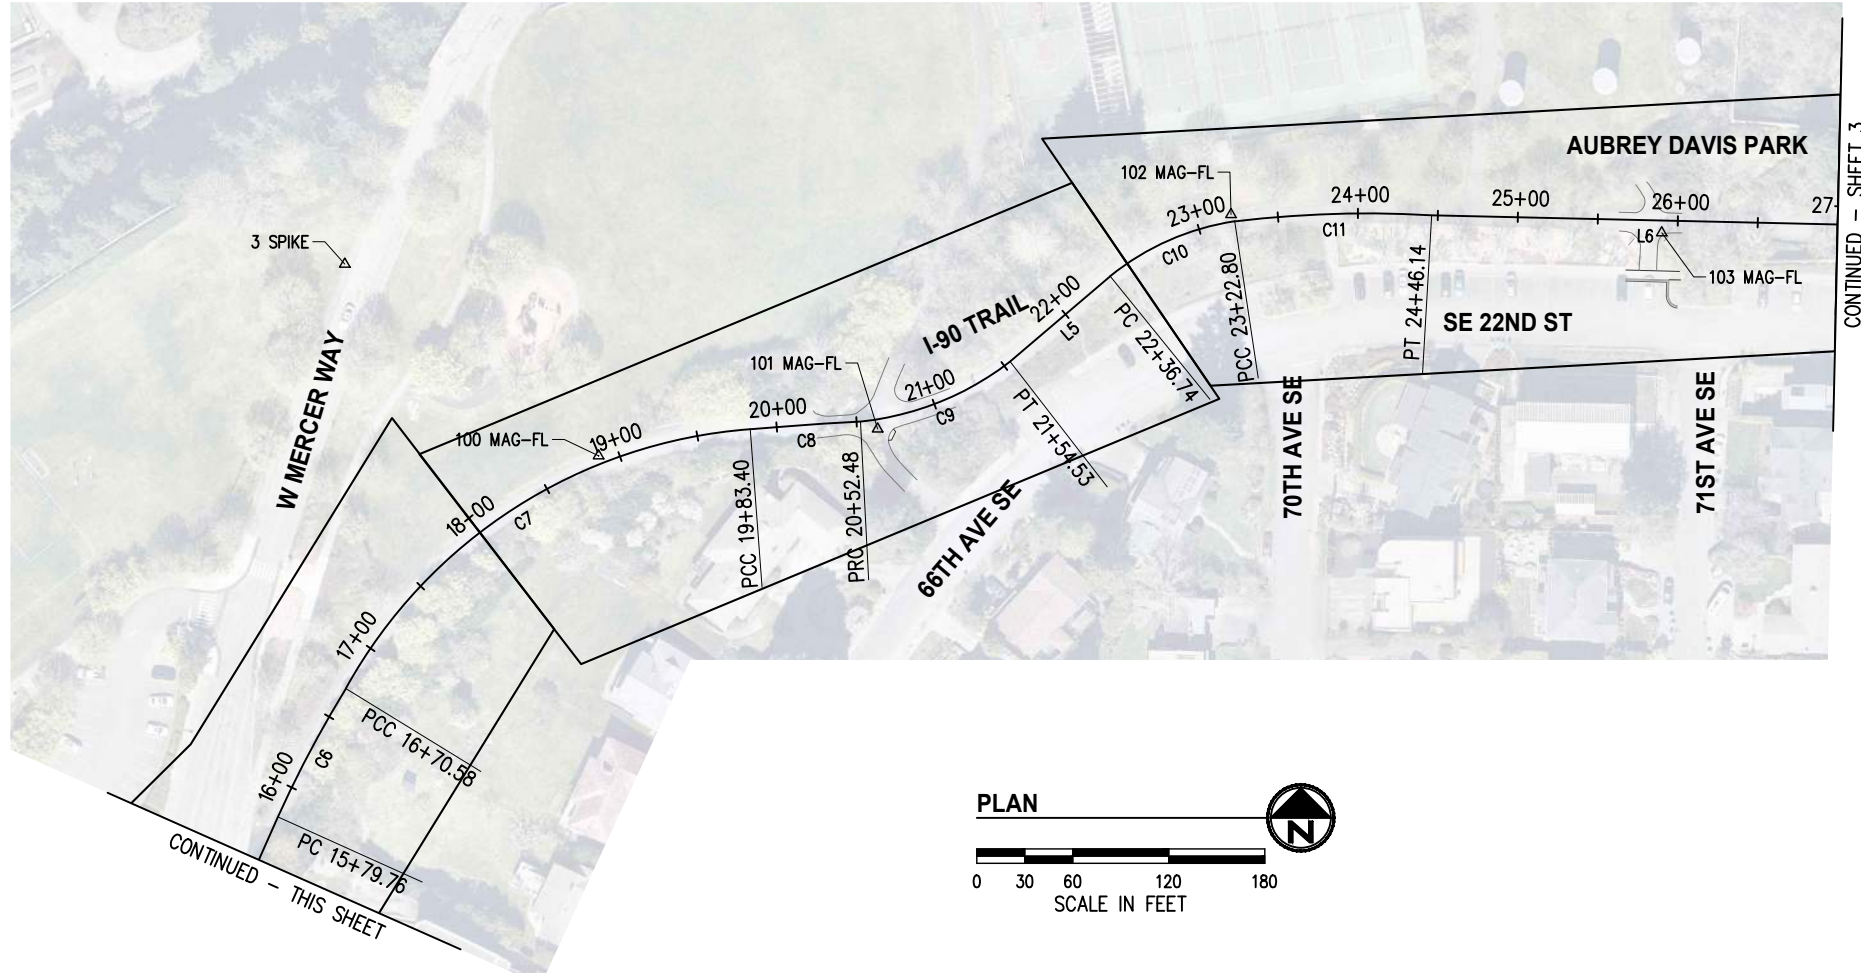 AUBREY DAVIS PARK
CONTINUED – SHEET 3
102 MAG–FL
23+00
24+00
25+00
26+00
27
C10
C11
L6
103 MAG–FL
3 SPIKE
W MERCER WAY
I-90 TRAIL
22+00
L5
PC 22+36.74
PCC 23+22.80
PT 24+46.14
SE 22ND ST
101 MAG–FL
21+00
C9
PT 21+54.53
20+00
C8
100 MAG–FL
19+00
PCC 19+83.40
PRC 20+52.48
66TH AVE SE
70TH AVE SE
71ST AVE SE
18+00
C7
17+00
PCC 16+70.58
16+00
C6
PC 15+79.76
CONTINUED – THIS SHEET
PLAN
N
0 30 60 120 180
SCALE IN FEET